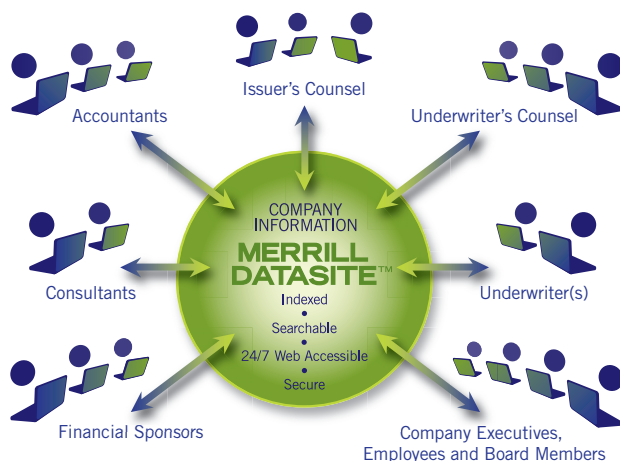 Issuer's Counsel
Accountants
Underwriter's Counsel
COMPANY
INFORMATION
MERRILL
DATASITE™
Indexed
•
Searchable
•
24/7 Web Accessible
•
Secure
Consultants
Underwriter(s)
Financial Sponsors
Company Executives,
Employees and Board Members